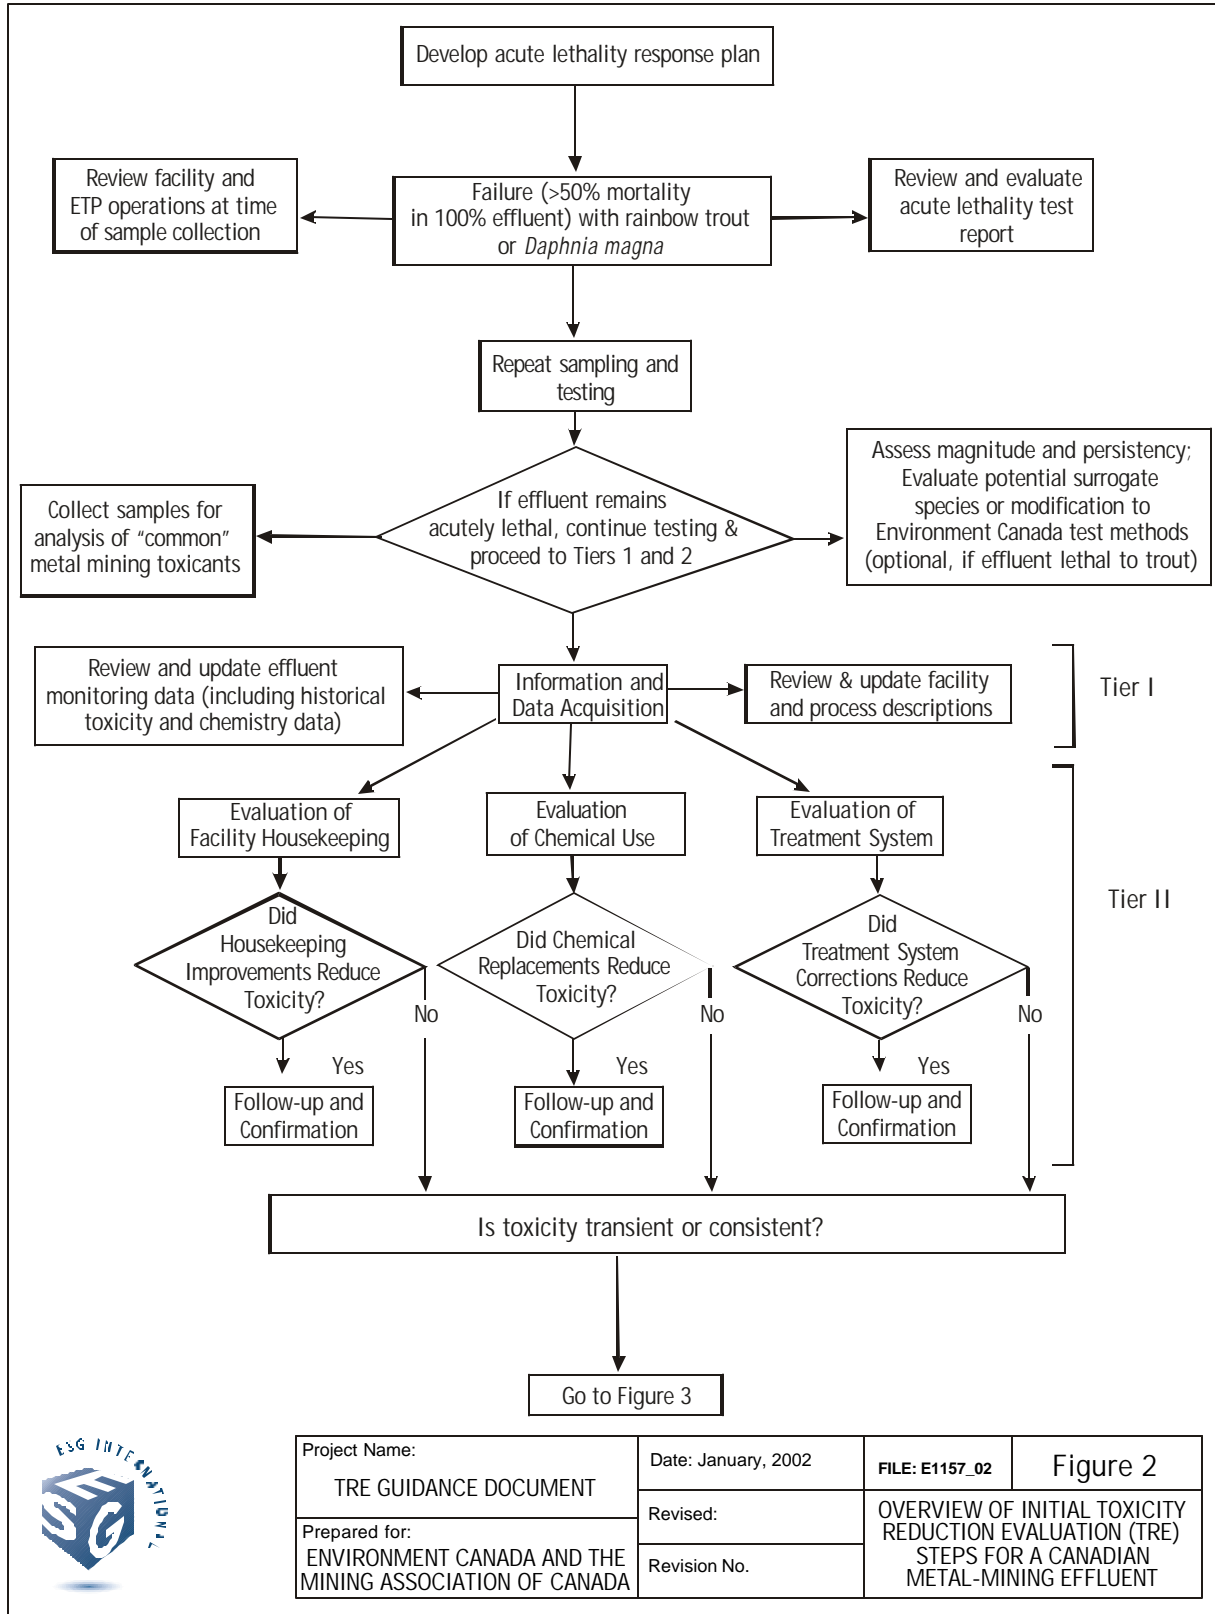 Develop acute lethality response plan
Review facility and
ETP operations at time
of sample collection
Failure (>50% mortality
in 100% effluent) with rainbow trout
or Daphnia magna
Review and evaluate
acute lethality test
report
Repeat sampling and
testing
Collect samples for
analysis of “common”
metal mining toxicants
If effluent remains
acutely lethal, continue testing &
proceed to Tiers 1 and 2
Assess magnitude and persistency;
Evaluate potential surrogate
species or modification to
Environment Canada test methods
(optional, if effluent lethal to trout)
Review and update effluent
monitoring data (including historical
toxicity and chemistry data)
Information and
Data Acquisition
Review & update facility
and process descriptions
Tier I
Evaluation of
Facility Housekeeping
Evaluation
of Chemical Use
Evaluation of
Treatment System
Tier II
Did
Housekeeping
Improvements Reduce
Toxicity?
Did Chemical
Replacements Reduce
Toxicity?
Did
Treatment System
Corrections Reduce
Toxicity?
No
No
No
Yes
Yes
Yes
Follow-up and
Confirmation
Follow-up and
Confirmation
Follow-up and
Confirmation
Is toxicity transient or consistent?
Go to Figure 3
ESG INTERNATIONAL
ESG
Project Name:
TRE GUIDANCE DOCUMENT
Prepared for:
ENVIRONMENT CANADA AND THE
MINING ASSOCIATION OF CANADA
Date: January, 2002
Revised:
Revision No.
FILE: E1157_02
Figure 2
OVERVIEW OF INITIAL TOXICITY
REDUCTION EVALUATION (TRE)
STEPS FOR A CANADIAN
METAL-MINING EFFLUENT